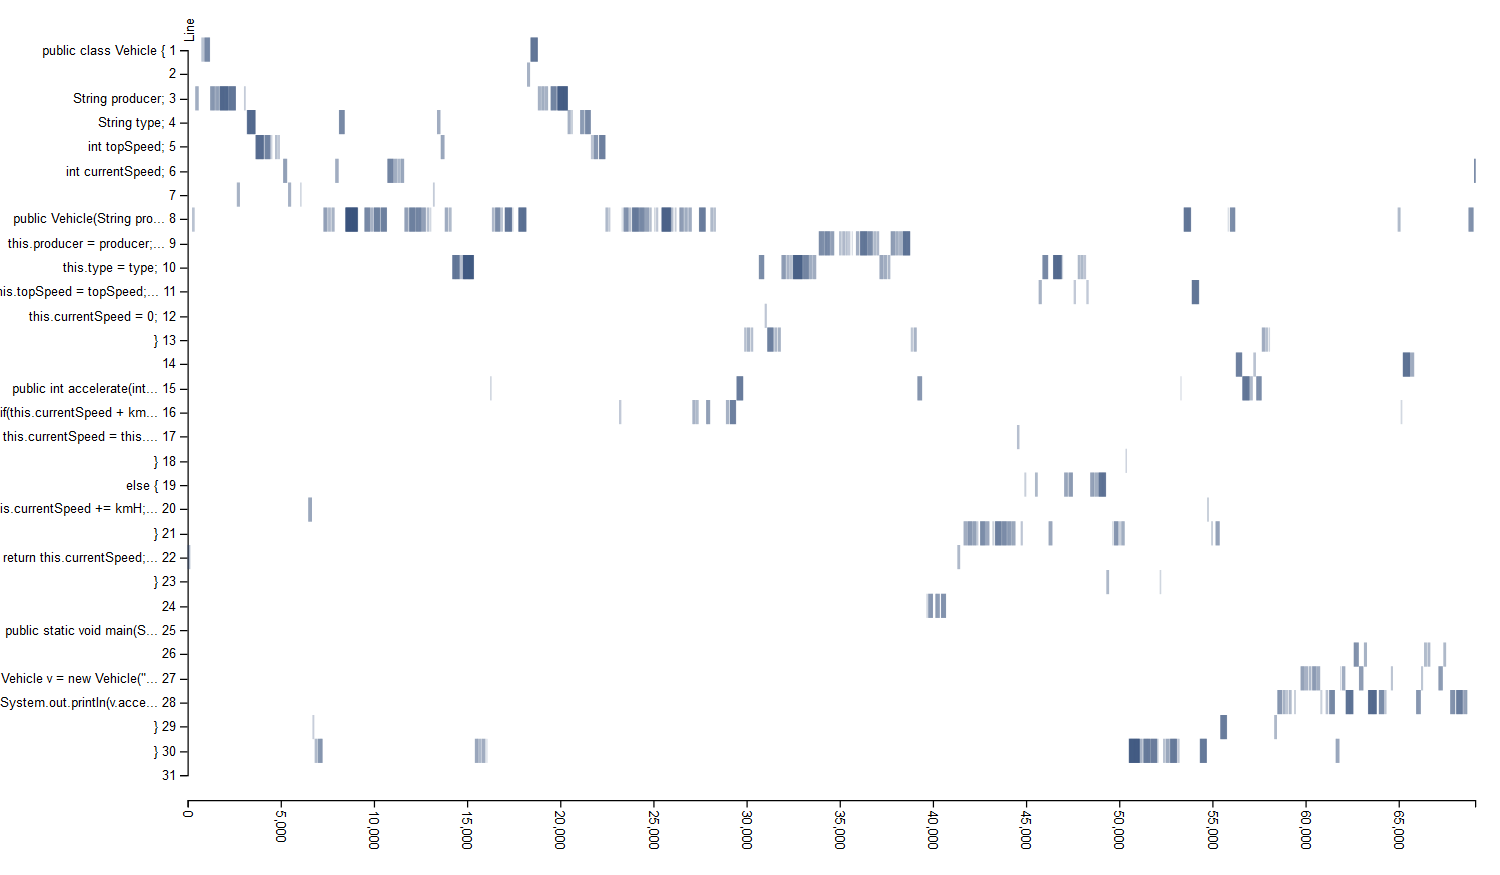 Line
public class Vehicle { 1
2
String producer; 3
String type; 4
int topSpeed; 5
int currentSpeed; 6
7
public Vehicle(String pro... 8
this.producer = producer;... 9
this.type = type; 10
his.topSpeed = topSpeed;... 11
this.currentSpeed = 0; 12
} 13
14
public int accelerate(int... 15
if(this.currentSpeed + km... 16
this.currentSpeed = this.... 17
} 18
else { 19
is.currentSpeed += kmH;... 20
} 21
return this.currentSpeed;... 22
} 23
24
public static void main(S... 25
26
Vehicle v = new Vehicle("... 27
System.out.println(v.acce... 28
} 29
} 30
31
0 5,000 10,000 15,000 20,000 25,000 30,000 35,000 40,000 45,000 50,000 55,000 60,000 65,000